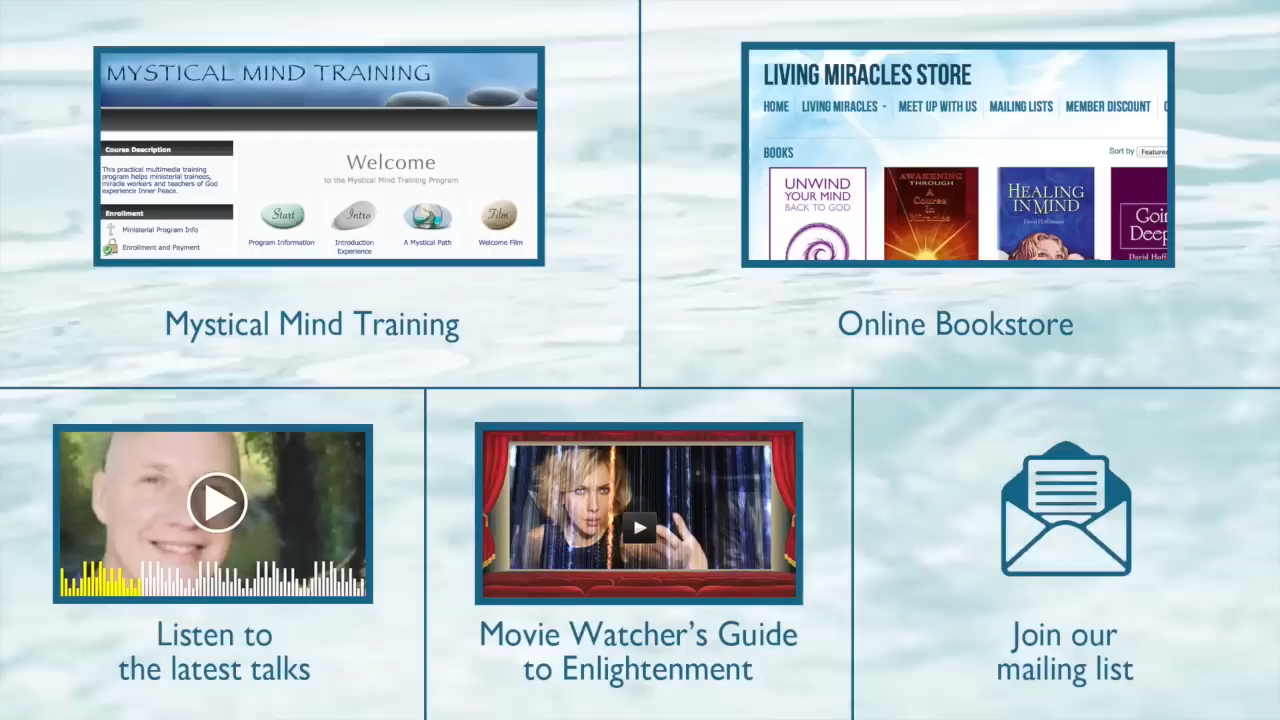 MYSTICAL MIND TRAINING
Course Description
This practical multimedia training
program helps ministerial trainees,
miracle workers and teachers of God
experience Inner Peace.
Enrollment
Ministerial Program Info
Enrollment and Payment
Welcome
to the Mystical Mind Training Program
Start
Intro
Film
Program Information
Introduction
Experience
A Mystical Path
Welcome Film
Mystical Mind Training
LIVING MIRACLES STORE
HOME LIVING MIRACLES MEET UP WITH US MAILING LISTS MEMBER DISCOUNT
BOOKS
Sort by Feature
UNWIND
YOUR MIND
BACK TO GOD
AWAKENING
THROUGH
A
Course
In
Miracles
HEALING
IN MIND
David Hoffmeister
Goi
Deep
David Hoff
Online Bookstore
Listen to
the latest talks
Movie Watcher's Guide
to Enlightenment
Join our
mailing list